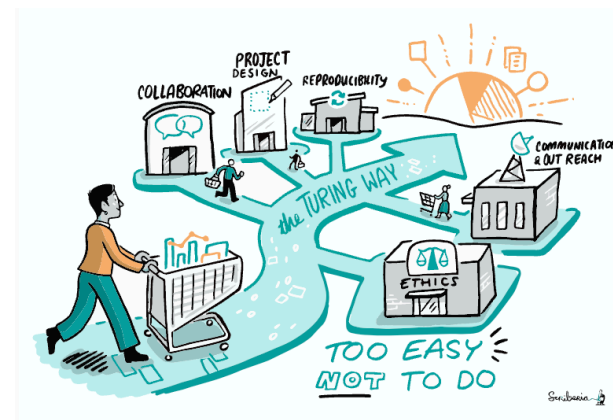 PROJECT
DESIGN
COLLABORATION
REPRODUCIBILITY
COMMUNICATION
& OUT REACH
the TURING WAY
ETHICS
TOO EASY
NOT TO DO
Scriberia